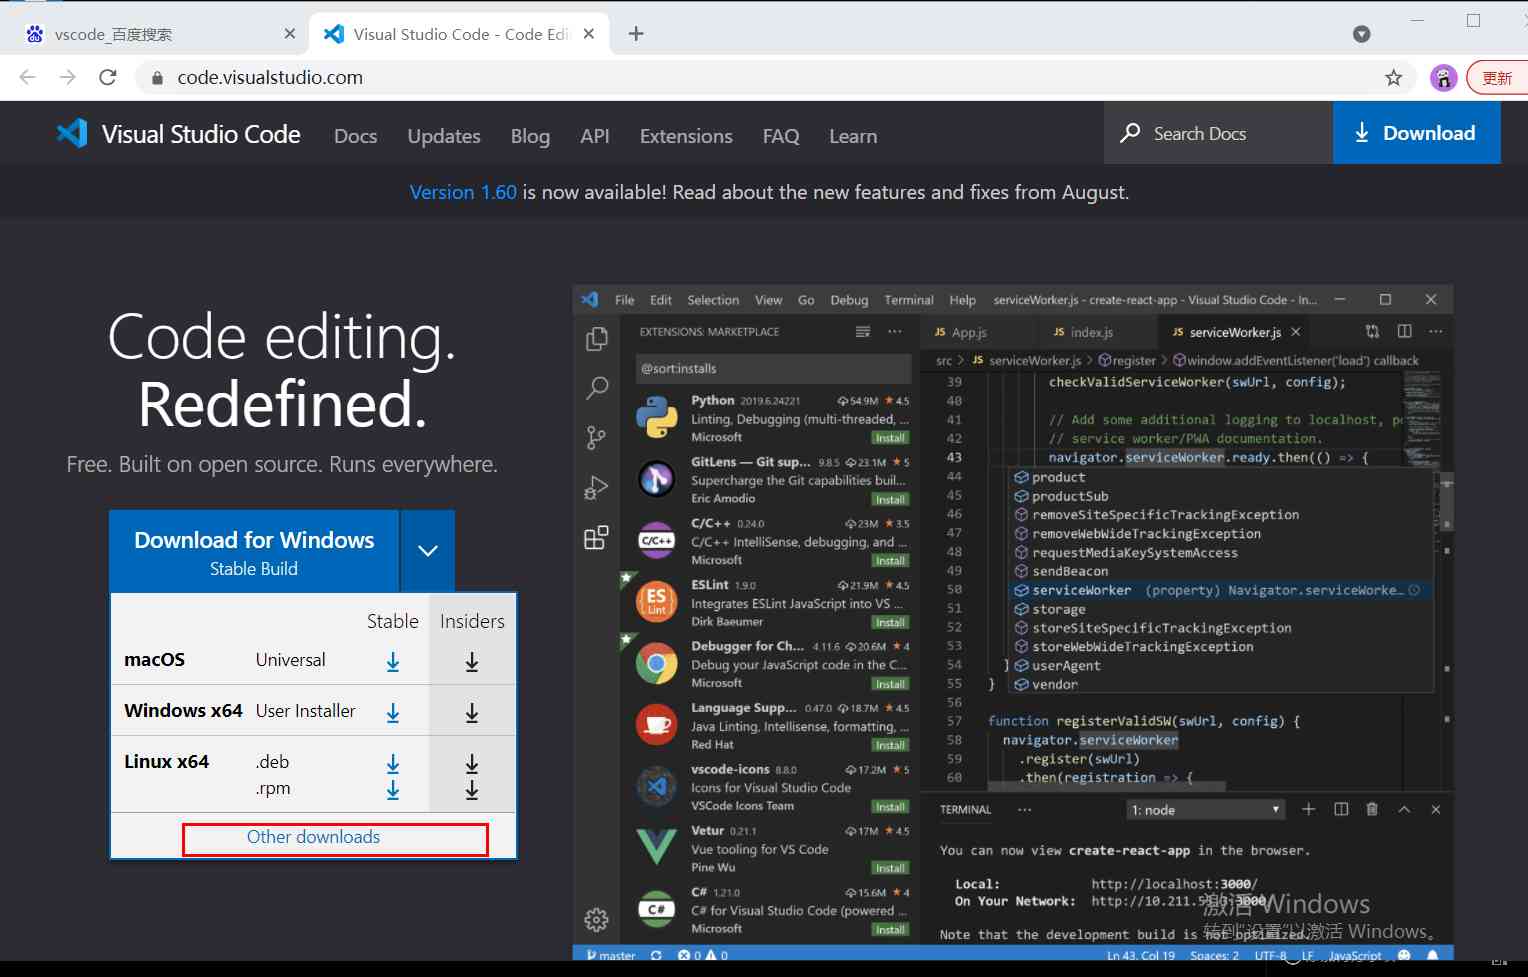 vscode_百度搜索
Visual Studio Code - Code Edi
code.visualstudio.com
更新
Visual Studio Code
Docs
Updates
Blog
API
Extensions
FAQ
Learn
Search Docs
Download
Version 1.60 is now available! Read about the new features and fixes from August.
Code editing.
Redefined.
Free. Built on open source. Runs everywhere.
Download for Windows
Stable Build
Stable Insiders
macOS Universal
Windows x64 User Installer
Linux x64 .deb
.rpm
Other downloads
File Edit Selection View Go Debug Terminal Help serviceWorker.js - create-react-app - Visual Studio Code - In...
EXTENSIONS: MARKETPLACE
@sort:installs
Python 2019.6.24221 54.9M ★ 4.5
Linting, Debugging (multi-threaded, ...
Microsoft Install
GitLens — Git sup... 9.8.5 23.1M ★ 5
Supercharge the Git capabilities buil...
Eric Amodio Install
C/C++ 0.24.0 23M ★ 3.5
C/C++ IntelliSense, debugging, and ...
Microsoft Install
ESLint 1.9.0 21.9M ★ 4.5
Integrates ESLint JavaScript into VS ...
Dirk Baeumer Install
Debugger for Ch... 4.11.6 20.6M ★ 4
Debug your JavaScript code in the C...
Microsoft Install
Language Supp... 0.47.0 18.7M ★ 4.5
Java Linting, Intellisense, formatting, ...
Red Hat Install
vscode-icons 8.8.0 17.2M ★ 5
Icons for Visual Studio Code
VSCode Icons Team Install
Vetur 0.21.1 17M ★ 4.5
Vue tooling for VS Code
Pine Wu Install
C# 1.21.0 15.6M ★ 4
C# for Visual Studio Code (powered ...
Microsoft Install
C/C++
ES
Lint
C#
JS App.js
JS index.js
JS serviceWorker.js
src > JS serviceWorker.js > register > window.addEventListener('load') callback
39 checkValidServiceWorker(swUrl, config);
40
41 // Add some additional logging to localhost, p
42 // service worker/PWA documentation.
43 navigator.serviceWorker.ready.then(() => {
44 product
45 productSub
46 removeSiteSpecificTrackingException
47 removeWebWideTrackingException
48 requestMediaKeySystemAccess
49 sendBeacon
50 serviceWorker (property) Navigator.serviceWorke...
51 storage
52 storeSiteSpecificTrackingException
53 storeWebWideTrackingException
54 } userAgent
55 } vendor
56
57 function registerValidSW(swUrl, config) {
58 navigator.serviceWorker
59 .register(swUrl)
60 .then(registration => {
TERMINAL ... 1: node
You can now view create-react-app in the browser.
Local: http://localhost:3000/
On Your Network: http://10.211.55.3:3000/
Note that the development build is not optimized.
激活 Windows
转到"设置"以激活 Windows。
master 0 0 Ln 43, Col 19 Spaces: 2 UTF-8 LF JavaScript